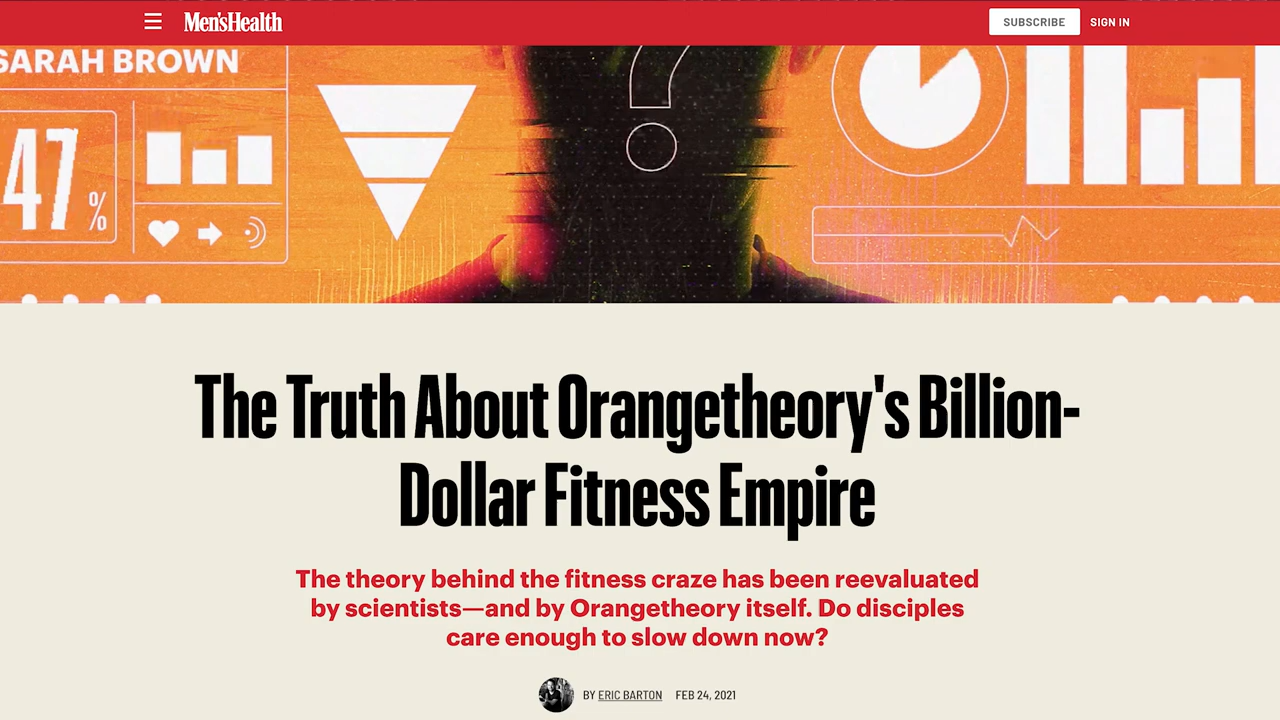 Men'sHealth
SUBSCRIBE
SIGN IN
SARAH BROWN
47%
?
The Truth About Orangetheory's Billion-
Dollar Fitness Empire
The theory behind the fitness craze has been reevaluated
by scientists—and by Orangetheory itself. Do disciples
care enough to slow down now?
BY ERIC BARTON FEB 24, 2021